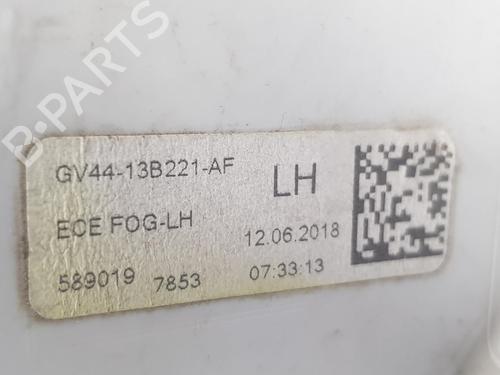 B-PARTS
GV44-13B221-AF
LH
ECE FOG-LH
12.06.2018
589019 7853
07:33:13